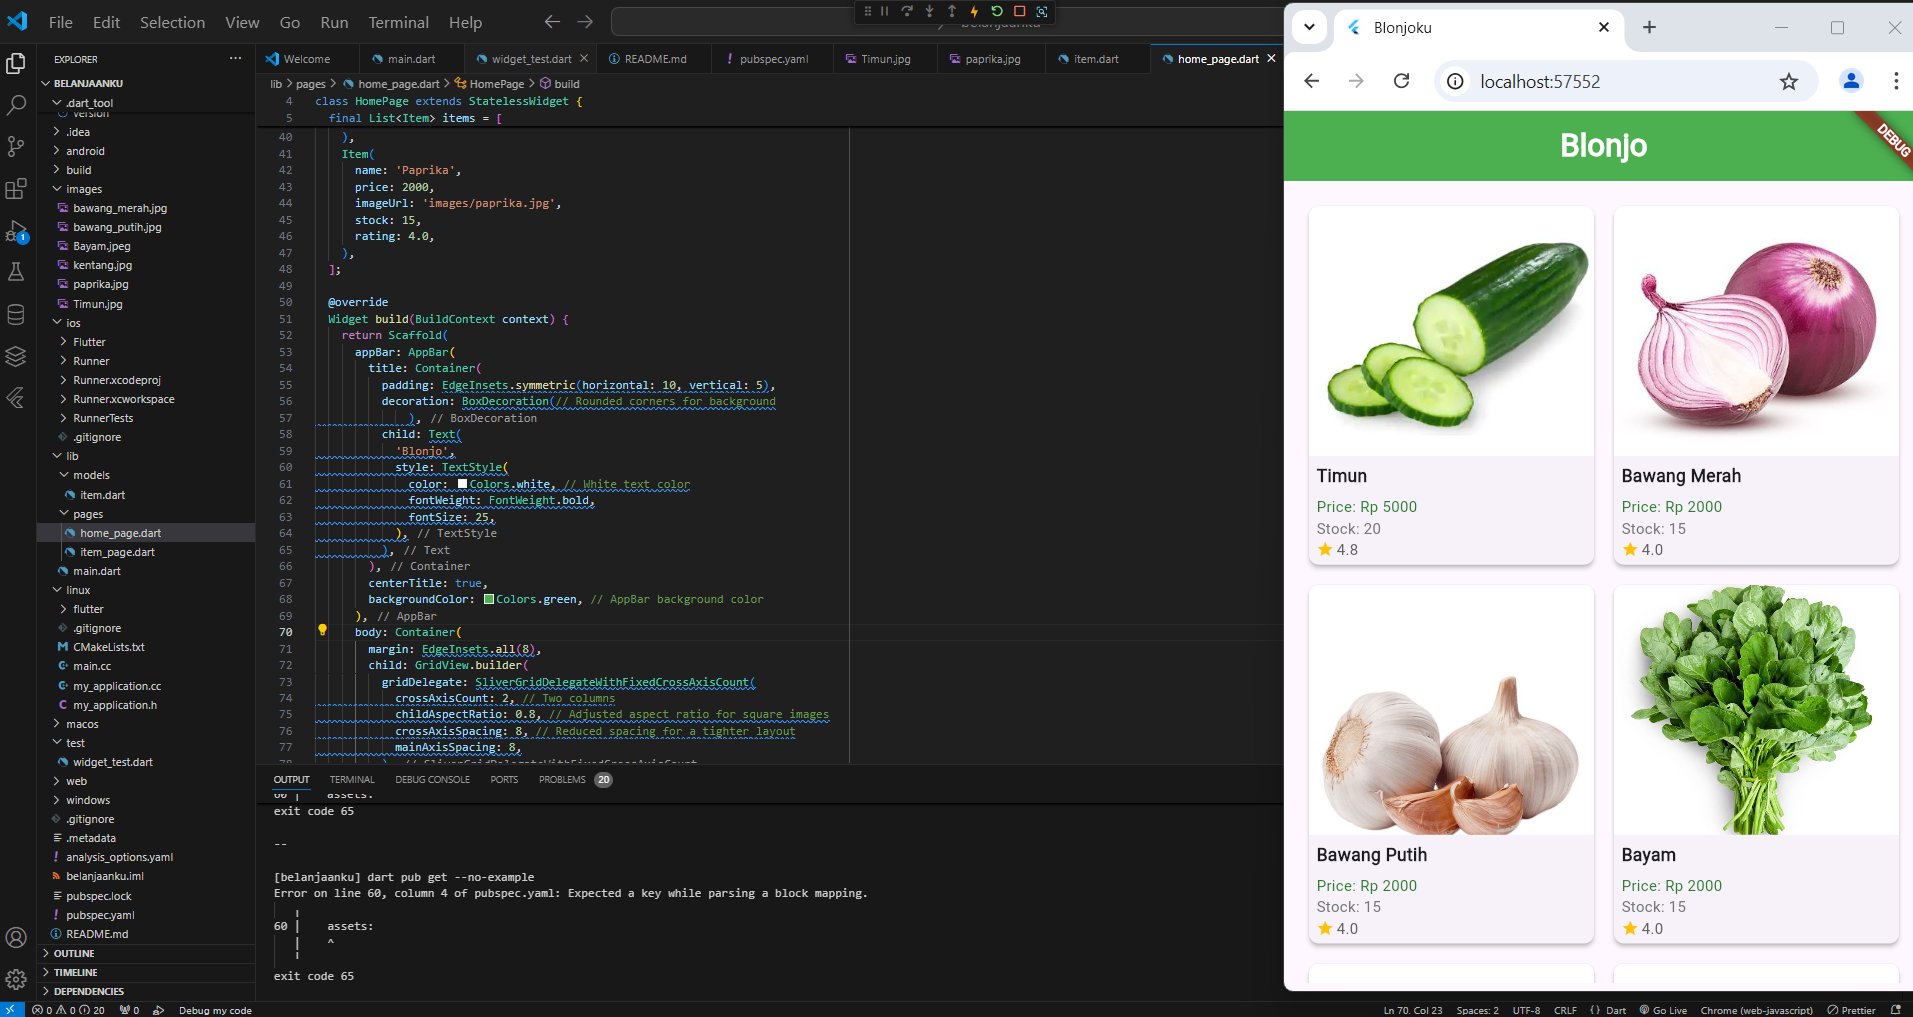 File Edit Selection View Go Run Terminal Help
EXPLORER
BELANJAANKU
.dart_tool
version
.idea
android
build
images
bawang_merah.jpg
bawang_putih.jpg
Bayam.jpeg
kentang.jpg
paprika.jpg
Timun.jpg
ios
Flutter
Runner
Runner.xcodeproj
Runner.xcworkspace
RunnerTests
.gitignore
lib
models
item.dart
pages
home_page.dart
item_page.dart
main.dart
linux
flutter
.gitignore
CMakeLists.txt
main.cc
my_application.cc
my_application.h
macos
test
widget_test.dart
web
windows
.gitignore
.metadata
analysis_options.yaml
belanjaanku.iml
pubspec.lock
pubspec.yaml
README.md
OUTLINE
TIMELINE
DEPENDENCIES
1
Welcome main.dart widget_test.dart README.md pubspec.yaml Timun.jpg paprika.jpg item.dart home_page.dart
lib > pages > home_page.dart > HomePage > build
4 class HomePage extends StatelessWidget {
5 final List<Item> items = [
40 ),
41 Item(
42 name: 'Paprika',
43 price: 2000,
44 imageUrl: 'images/paprika.jpg',
45 stock: 15,
46 rating: 4.0,
47 ),
48 ];
49
50 @override
51 Widget build(BuildContext context) {
52 return Scaffold(
53 appBar: AppBar(
54 title: Container(
55 padding: EdgeInsets.symmetric(horizontal: 10, vertical: 5),
56 decoration: BoxDecoration(// Rounded corners for background
57 ), // BoxDecoration
58 child: Text(
59 'Blonjo',
60 style: TextStyle(
61 color: Colors.white, // White text color
62 fontWeight: FontWeight.bold,
63 fontSize: 25,
64 ), // TextStyle
65 ), // Text
66 ), // Container
67 centerTitle: true,
68 backgroundColor: Colors.green, // AppBar background color
69 ), // AppBar
70 body: Container(
71 margin: EdgeInsets.all(8),
72 child: GridView.builder(
73 gridDelegate: SliverGridDelegateWithFixedCrossAxisCount(
74 crossAxisCount: 2, // Two columns
75 childAspectRatio: 0.8, // Adjusted aspect ratio for square images
76 crossAxisSpacing: 8, // Reduced spacing for a tighter layout
77 mainAxisSpacing: 8,
78 ), // SliverGridDelegateWithFixedCrossAxisCount
OUTPUT TERMINAL DEBUG CONSOLE PORTS PROBLEMS 20
60 | assets:
exit code 65
--
[belanjaanku] dart pub get --no-example
Error on line 60, column 4 of pubspec.yaml: Expected a key while parsing a block mapping.
60 | assets:
| ^
exit code 65
0 0 20 0 Debug my code
Ln 70, Col 23 Spaces: 2 UTF-8 CRLF {} Dart Go Live Chrome (web-javascript) Prettier
Blonjoku
localhost:57552
Blonjo
DEBUG
Timun
Price: Rp 5000
Stock: 20
4.8
Bawang Merah
Price: Rp 2000
Stock: 15
4.0
Bawang Putih
Price: Rp 2000
Stock: 15
4.0
Bayam
Price: Rp 2000
Stock: 15
4.0